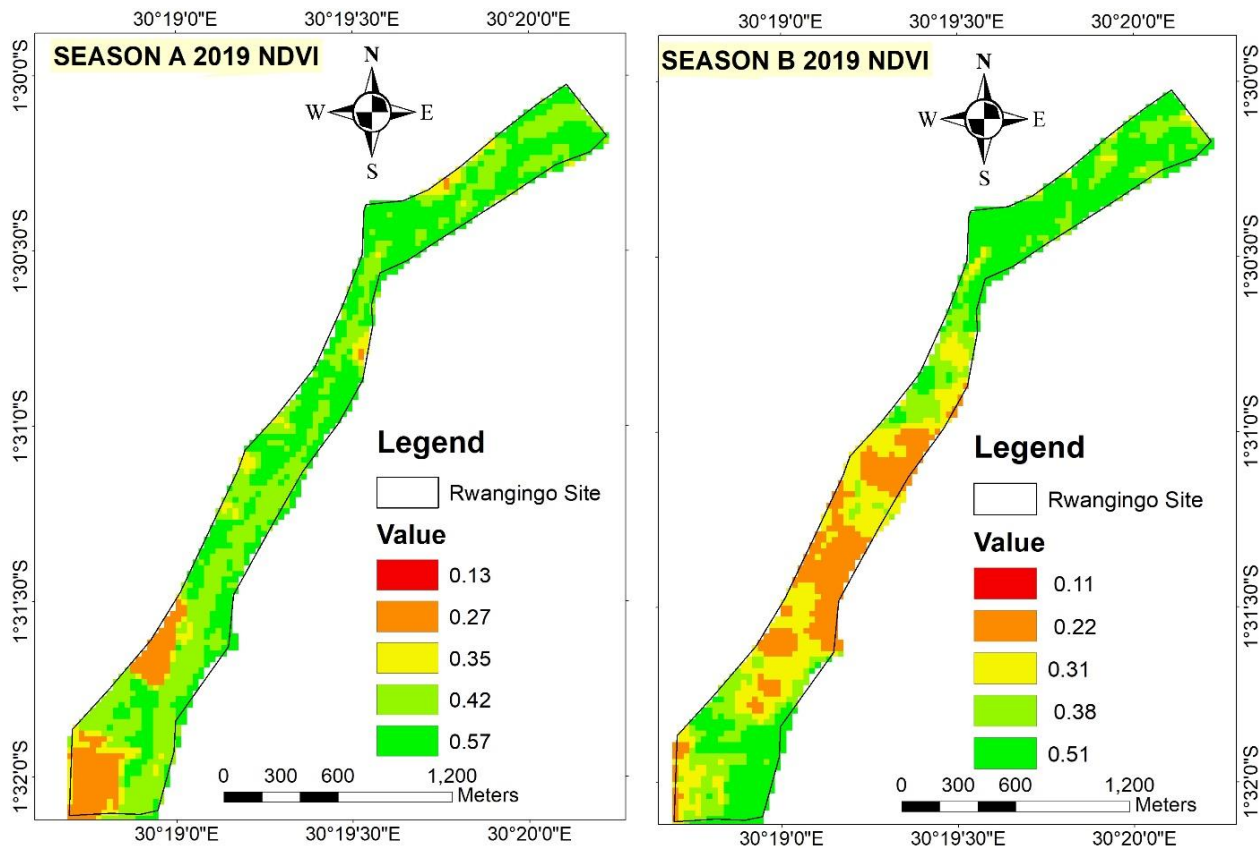 30°19'0"E 30°19'30"E 30°20'0"E
SEASON A 2019 NDVI
N
W E
S
1°30'0"S
1°30'30"S
1°31'0"S
1°31'30"S
1°32'0"S
Legend
Rwangingo Site
Value
0.13
0.27
0.35
0.42
0.57
0 300 600 1,200
Meters
30°19'0"E 30°19'30"E 30°20'0"E
30°19'0"E 30°19'30"E 30°20'0"E
SEASON B 2019 NDVI
N
W E
S
1°30'0"S
1°30'30"S
1°31'0"S
1°31'30"S
1°32'0"S
Legend
Rwangingo Site
Value
0.11
0.22
0.31
0.38
0.51
0 300 600 1,200
Meters
30°19'0"E 30°19'30"E 30°20'0"E